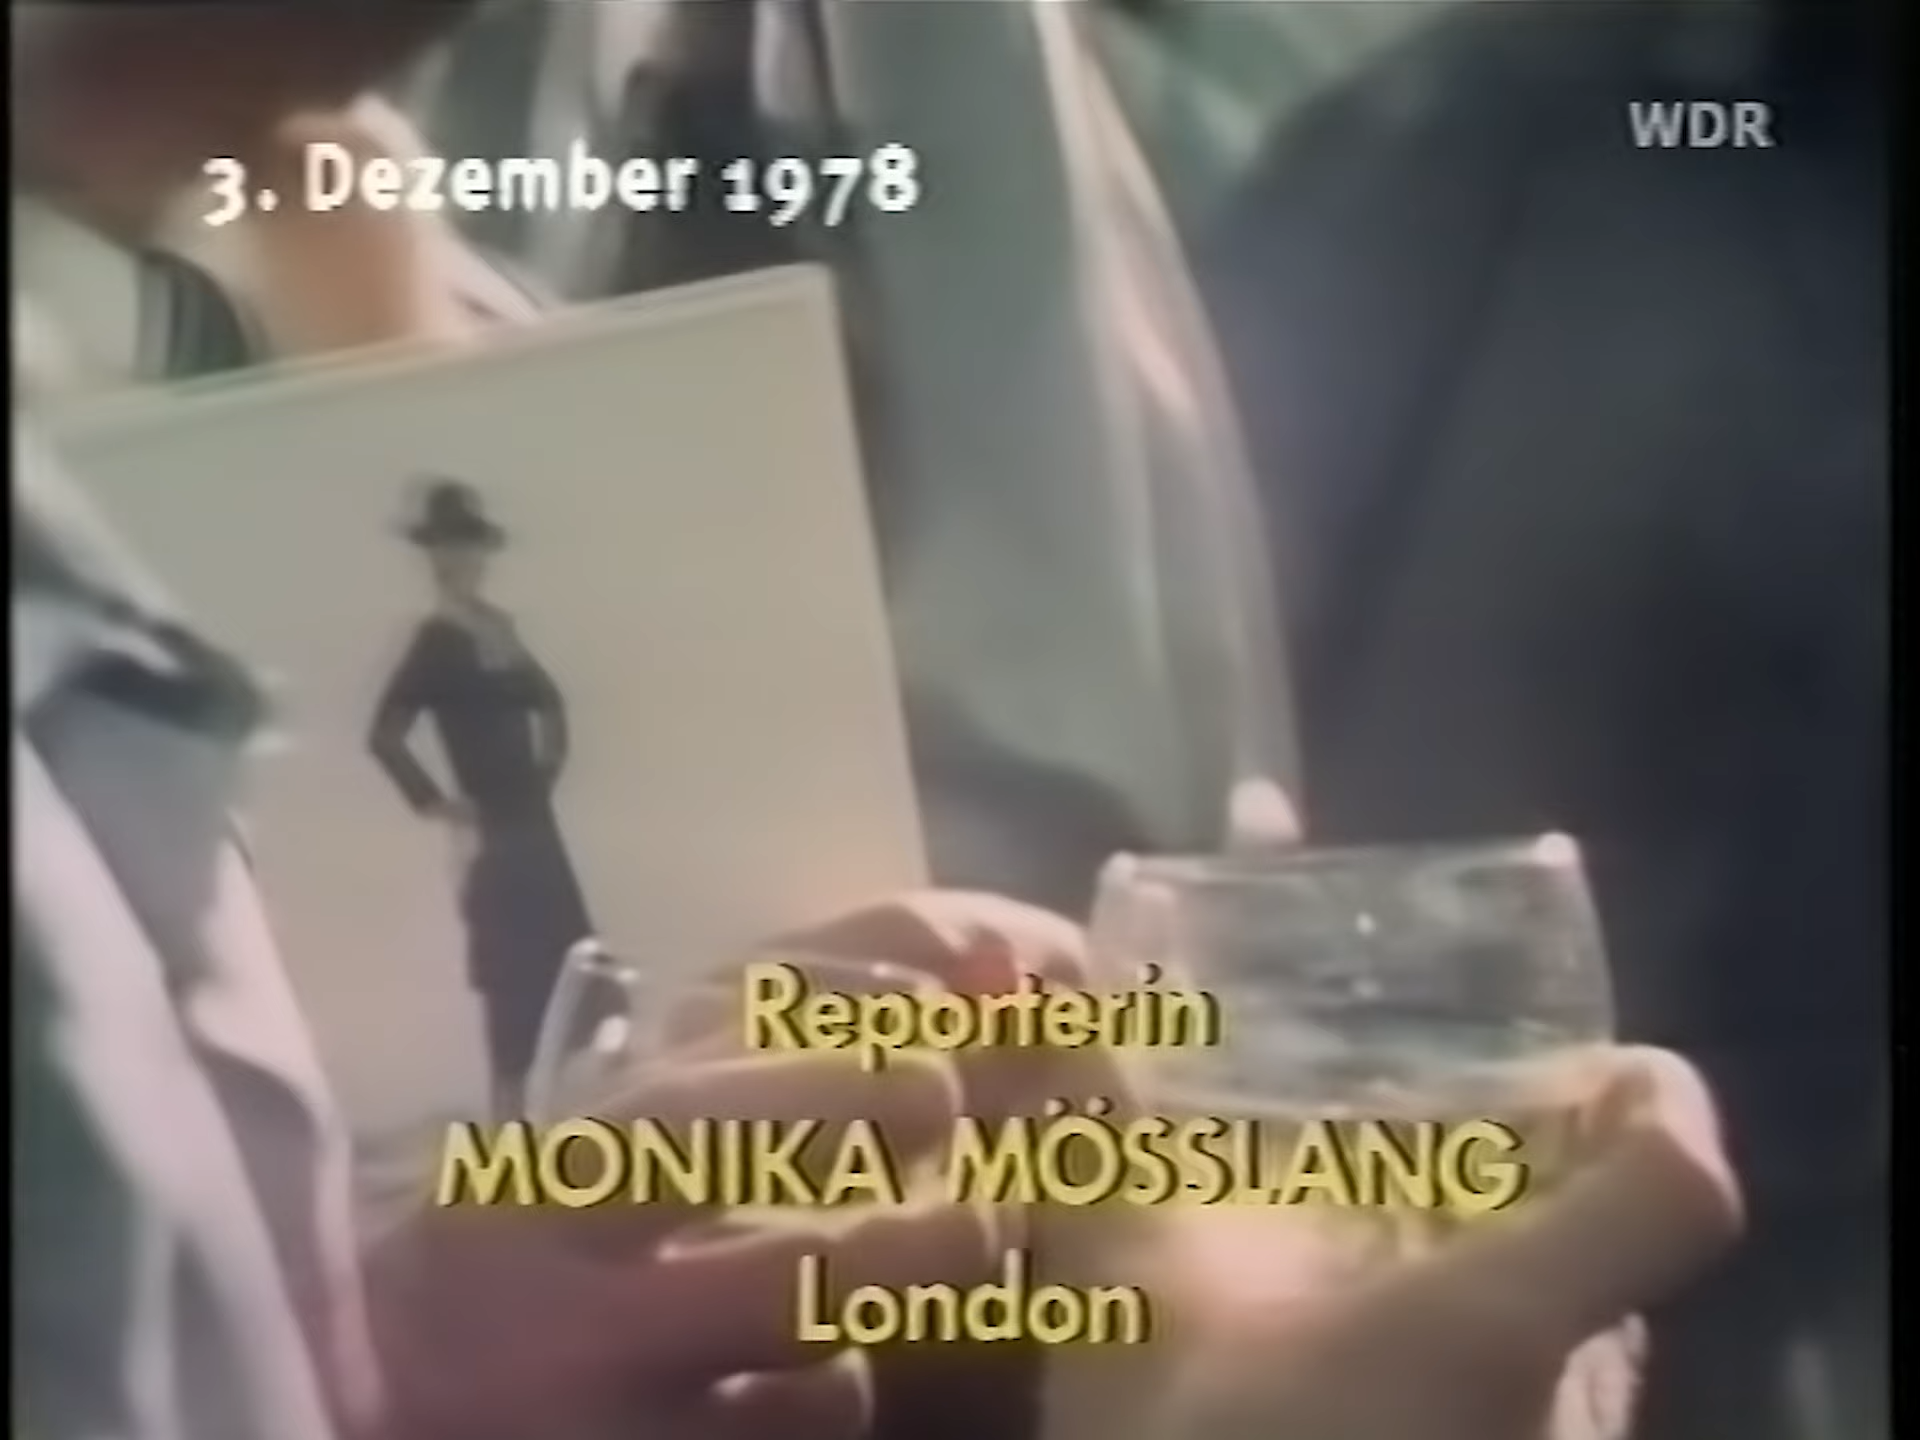 WDR
3. Dezember 1978
Reporterin
MONIKA MÖSSLANG
London